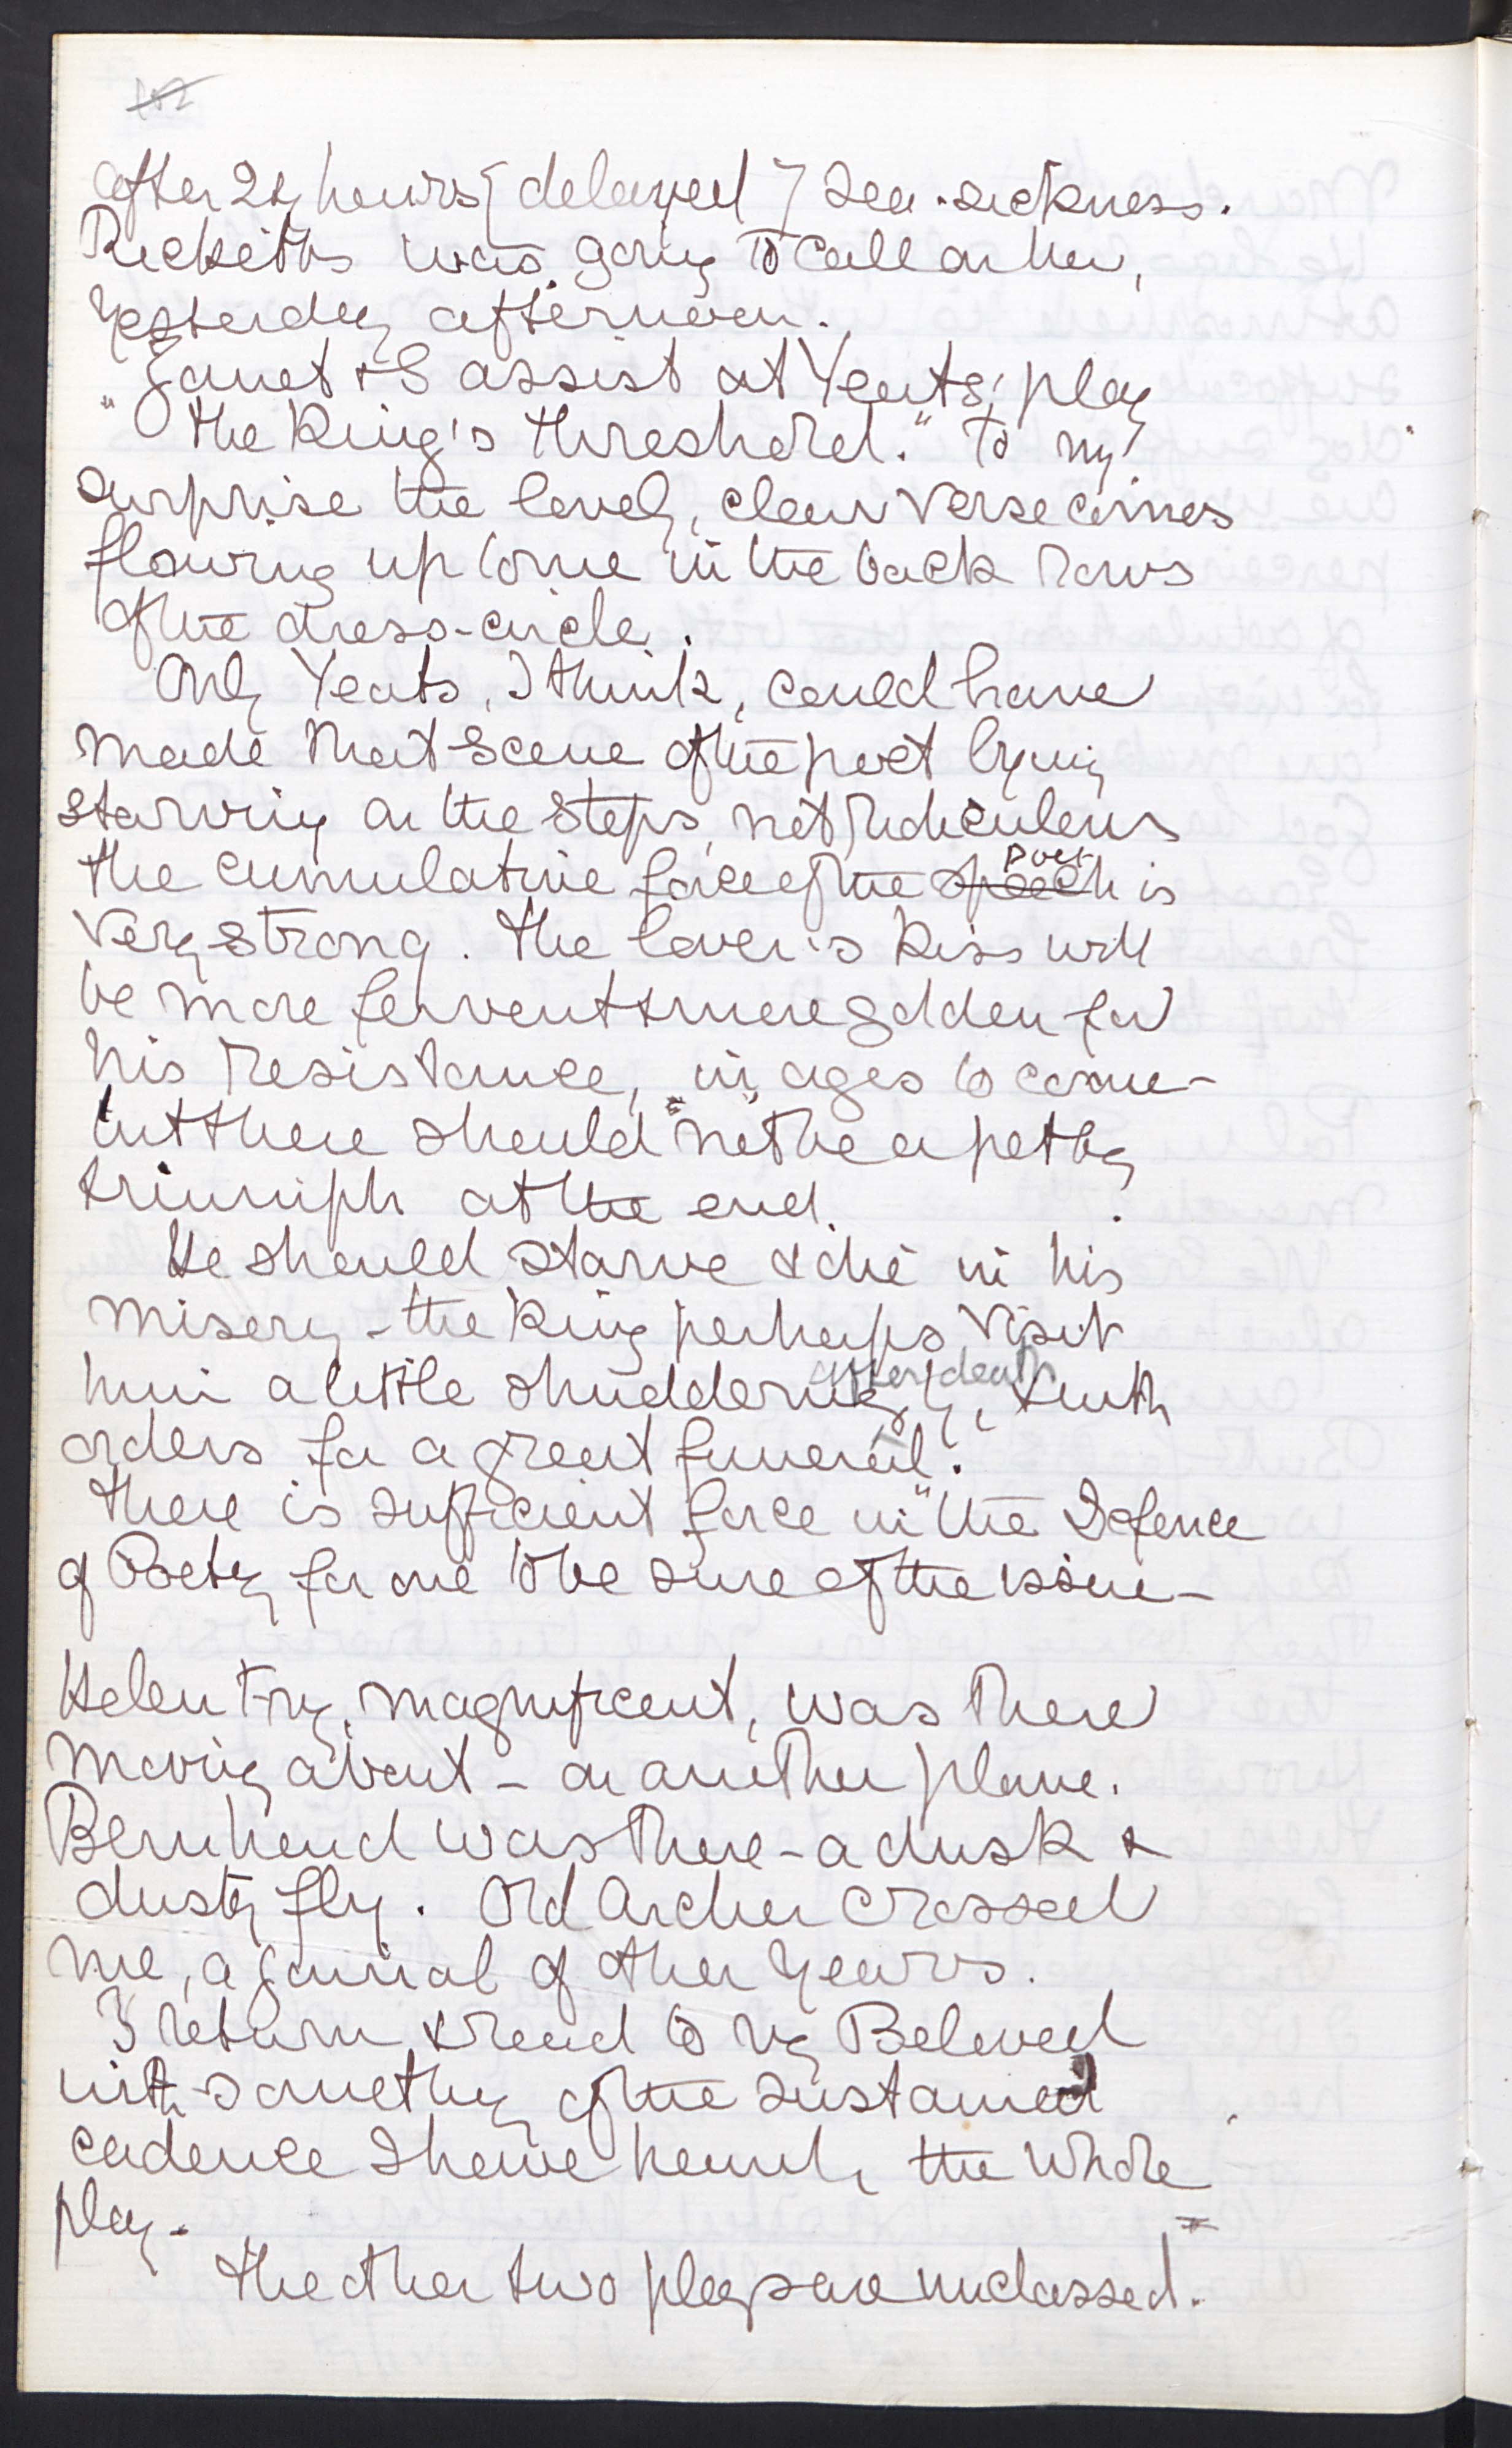 after 24 hours [delayed] sea-sickness.
Ricketts was going to call on her,
yesterday afternoon.
Janet & I assist at Yeats' play
"The King's threshold." To my
surprise the lovely, clear verse comes
flowing up to me in the back rows
of the dress-circle.
Only Yeats, I think, could have
made that scene of the poet lying
starving on the steps, not ridiculous
the cumulative force of the speech is
very strong. The lover's kiss will
be more fervent & more golden for
his resistance, in ages to come -
but there should not be a petty
triumph at the end.
He should starve & die in his
misery - the King perhaps visit
after death
him a little shudderingly, & with
orders for a great funeral.
There is sufficient force in "the Defence
of Poetry for one to be sure of the issue -
Helen Fry, magnificent, was there
moving about - on another plane.
was there - a dusk &
dusty fly. Old Archer crossed
me, a of other years.
I return & read to my Beloved
with something of the sustained
cadence I have heard, the whole
play -
The other two plays are unclassed.